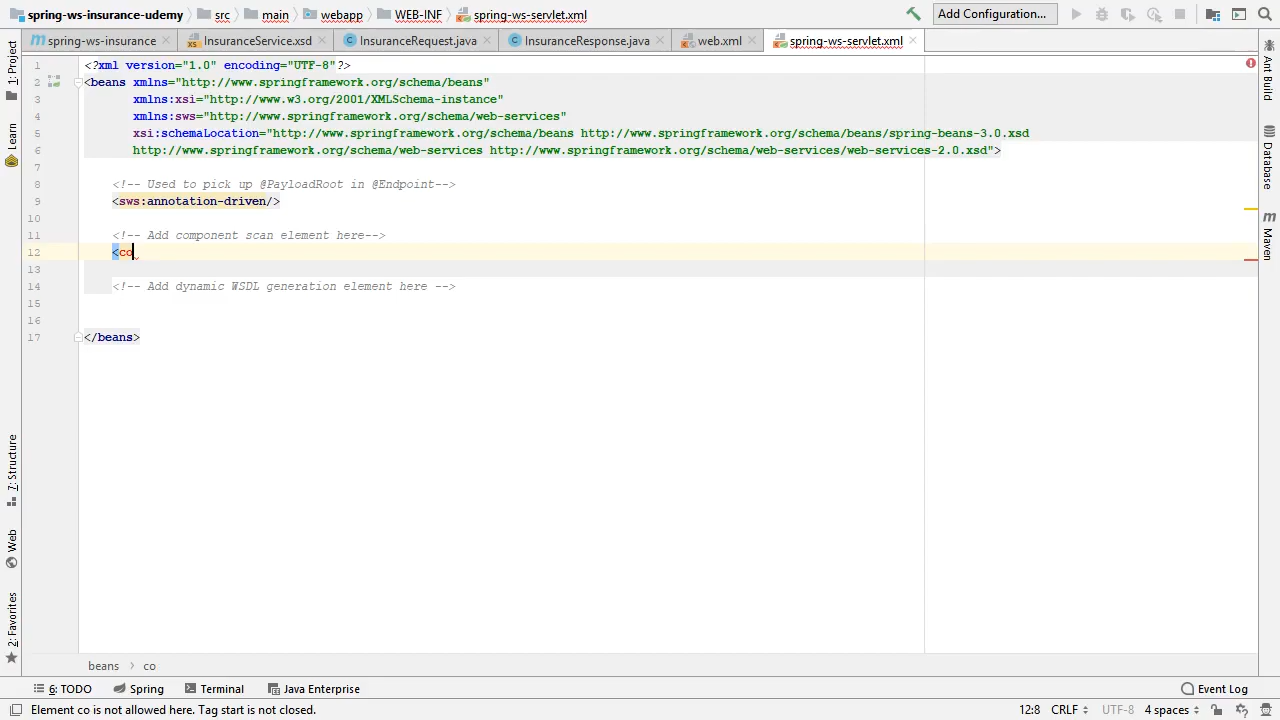 spring-ws-insurance-udemy src main webapp WEB-INF spring-ws-servlet.xml Add Configuration...
spring-ws-insurance InruranceService.xsd InsuranceRequest.java InsuranceResponse.java web.xml spring-ws-servlet.xml
1 <?xml version="1.0" encoding="UTF-8"?>
2 <beans xmlns="http://www.springframework.org/schema/beans"
3 xmlns:xsi="http://www.w3.org/2001/XMLSchema-instance"
4 xmlns:sws="http://www.springframework.org/schema/web-services"
5 xsi:schemaLocation="http://www.springframework.org/schema/beans http://www.springframework.org/schema/beans/spring-beans-3.0.xsd
6 http://www.springframework.org/schema/web-services http://www.springframework.org/schema/web-services/web-services-2.0.xsd">
7
8 <!-- Used to pick up @PayloadRoot in @Endpoint-->
9 <sws:annotation-driven/>
10
11 <!-- Add component scan element here-->
12 <co
13
14 <!-- Add dynamic WSDL generation element here -->
15
16
17 </beans>
1: Project
Learn
7: Structure
Web
2: Favorites
Ant Build
Database
Maven
beans co
6: TODO Spring Terminal Java Enterprise Event Log
Element co is not allowed here. Tag start is not closed. 12:8 CRLF UTF-8 4 spaces